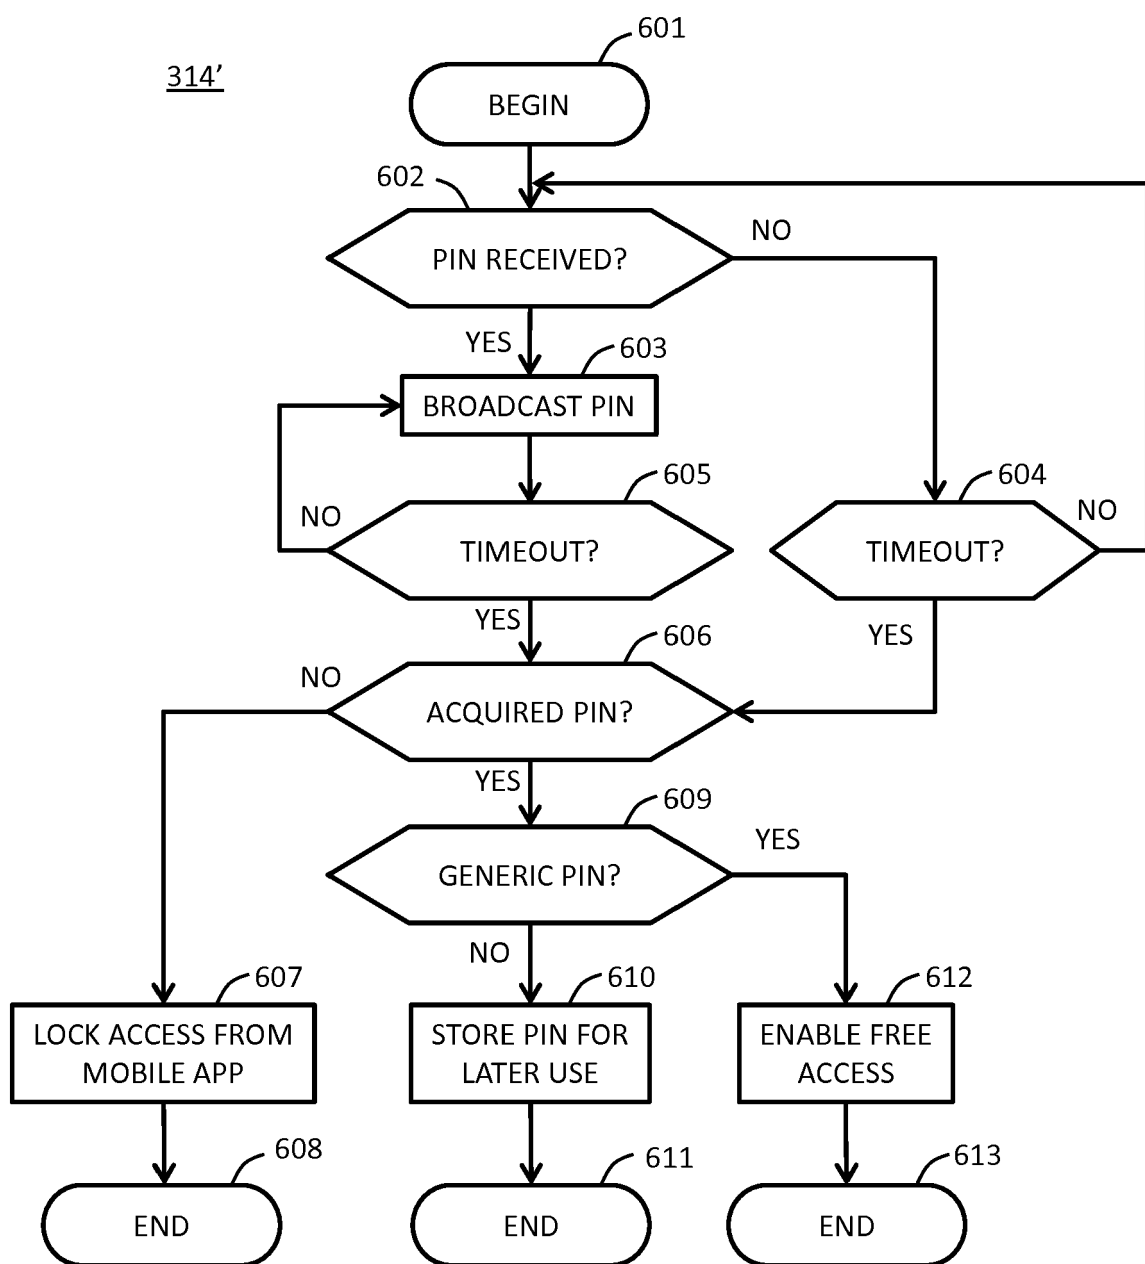 601
314’
BEGIN
602
PIN RECEIVED?
NO
YES
603
BROADCAST PIN
605
604
NO
TIMEOUT?
TIMEOUT?
NO
YES
YES
606
NO
ACQUIRED PIN?
YES
609
GENERIC PIN?
YES
NO
607
610
612
LOCK ACCESS FROM
MOBILE APP
STORE PIN FOR
LATER USE
ENABLE FREE
ACCESS
608
611
613
END
END
END